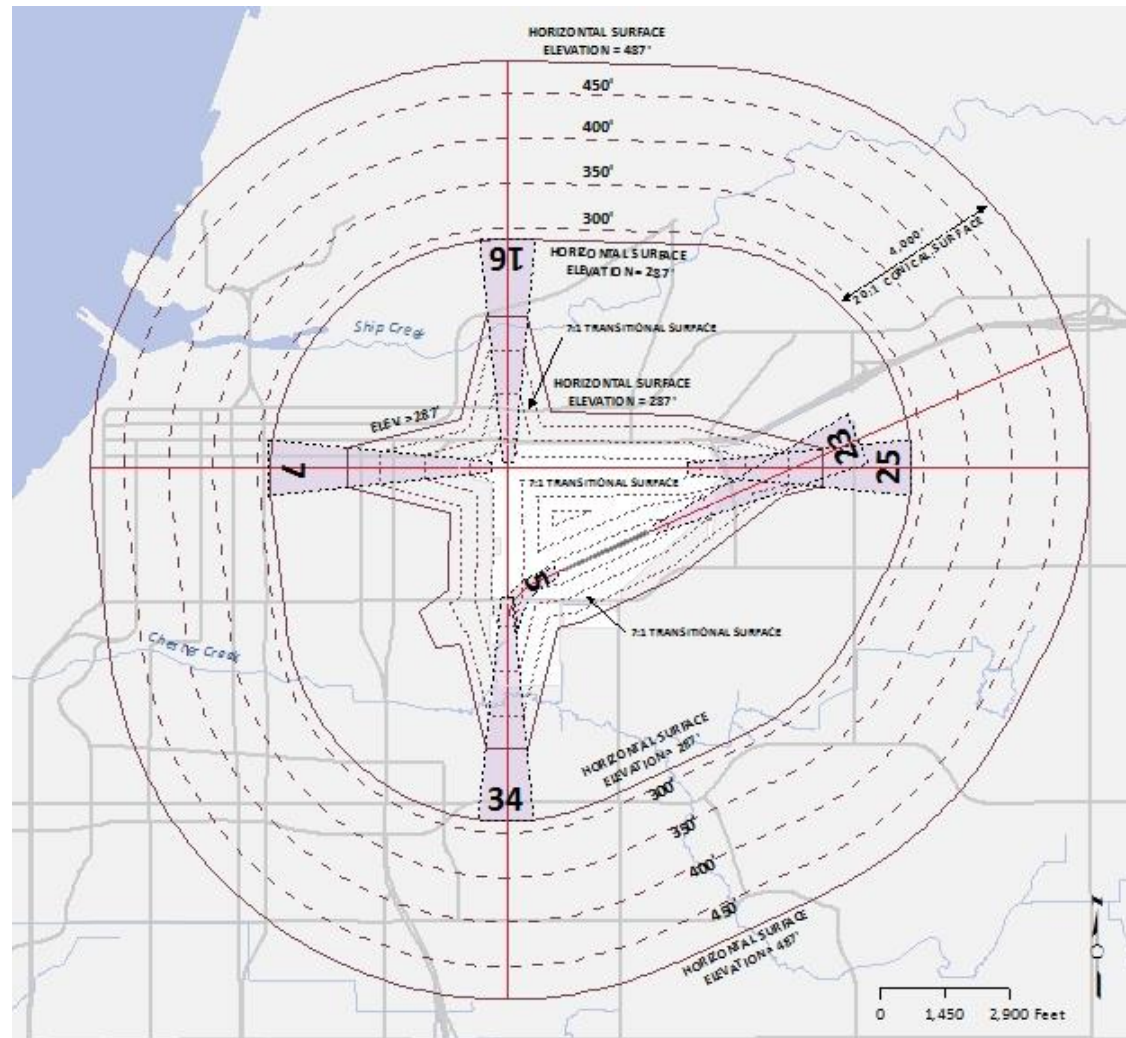 HORIZONTAL SURFACE
ELEVATION = 487'
450'
400'
350'
300'
16
HORIZONTAL SURFACE
ELEVATION = 287'
4,000'
20:1 CONICAL SURFACE
Ship Creek
7:1 TRANSITIONAL SURFACE
HORIZONTAL SURFACE
ELEVATION = 287'
ELEV > 287'
23
25
7
7:1 TRANSITIONAL SURFACE
5
7:1 TRANSITIONAL SURFACE
Chester Creek
HORIZONTAL SURFACE
ELEVATION = 287'
34
300'
350'
400'
450'
HORIZONTAL SURFACE
ELEVATION = 487'
N
0 1,450 2,900 Feet